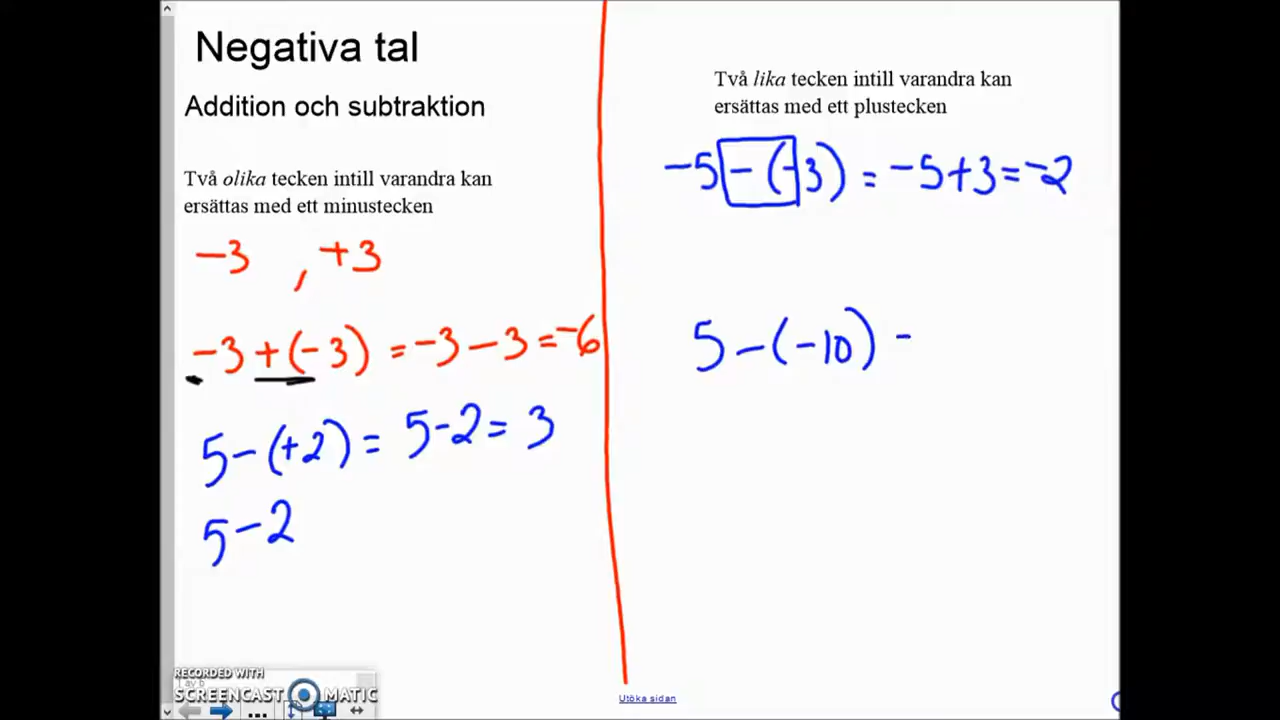 Negativa tal
Addition och subtraktion
Två olika tecken intill varandra kan
ersättas med ett minustecken
-3 , +3
-3 + (-3) = -3 - 3 = -6
5 - (+2) = 5 - 2 = 3
5 - 2
Två lika tecken intill varandra kan
ersättas med ett plustecken
-5 - (-3) = -5 + 3 = -2
5 - (-10) -
RECORDED WITH
SCREENCAST MATIC
Utöka sidan